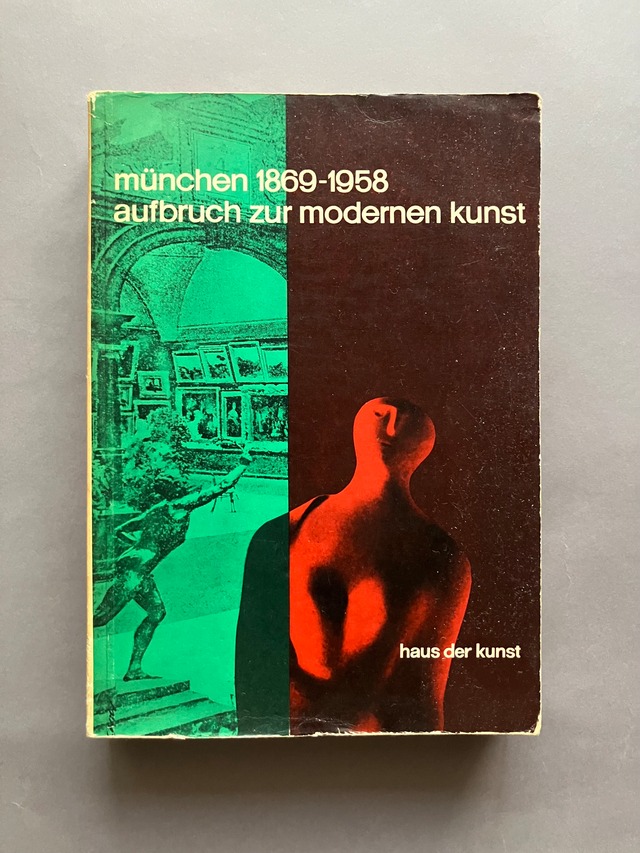 münchen 1869-1958
aufbruch zur modernen kunst
haus der kunst